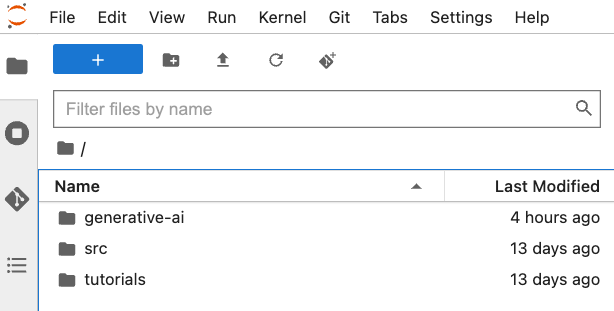 File Edit View Run Kernel Git Tabs Settings Help
Filter files by name
/
Name Last Modified
generative-ai 4 hours ago
src 13 days ago
tutorials 13 days ago